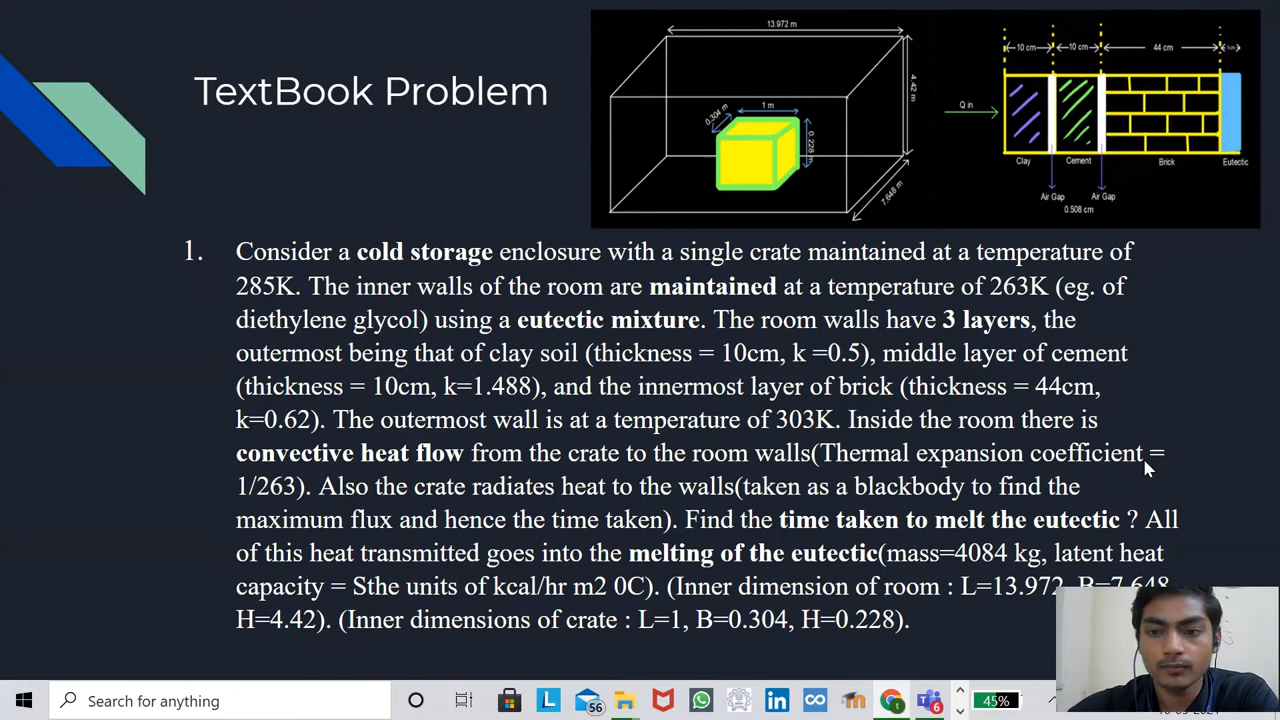 TextBook Problem
13.972 m
4.42 m
7.648 m
0.304 m
1 m
0.228 m
10 cm
10 cm
44 cm
Q in
Clay
Cement
Brick
Eutectic
Air Gap
Air Gap
0.508 cm
1. Consider a cold storage enclosure with a single crate maintained at a temperature of
285K. The inner walls of the room are maintained at a temperature of 263K (eg. of
diethylene glycol) using a eutectic mixture. The room walls have 3 layers, the
outermost being that of clay soil (thickness = 10cm, k =0.5), middle layer of cement
(thickness = 10cm, k=1.488), and the innermost layer of brick (thickness = 44cm,
k=0.62). The outermost wall is at a temperature of 303K. Inside the room there is
convective heat flow from the crate to the room walls(Thermal expansion coefficient =
1/263). Also the crate radiates heat to the walls(taken as a blackbody to find the
maximum flux and hence the time taken). Find the time taken to melt the eutectic ? All
of this heat transmitted goes into the melting of the eutectic(mass=4084 kg, latent heat
capacity = Sthe units of kcal/hr m2 0C). (Inner dimension of room : L=13.972, B=7.648,
H=4.42). (Inner dimensions of crate : L=1, B=0.304, H=0.228).
Search for anything
56
6
45%